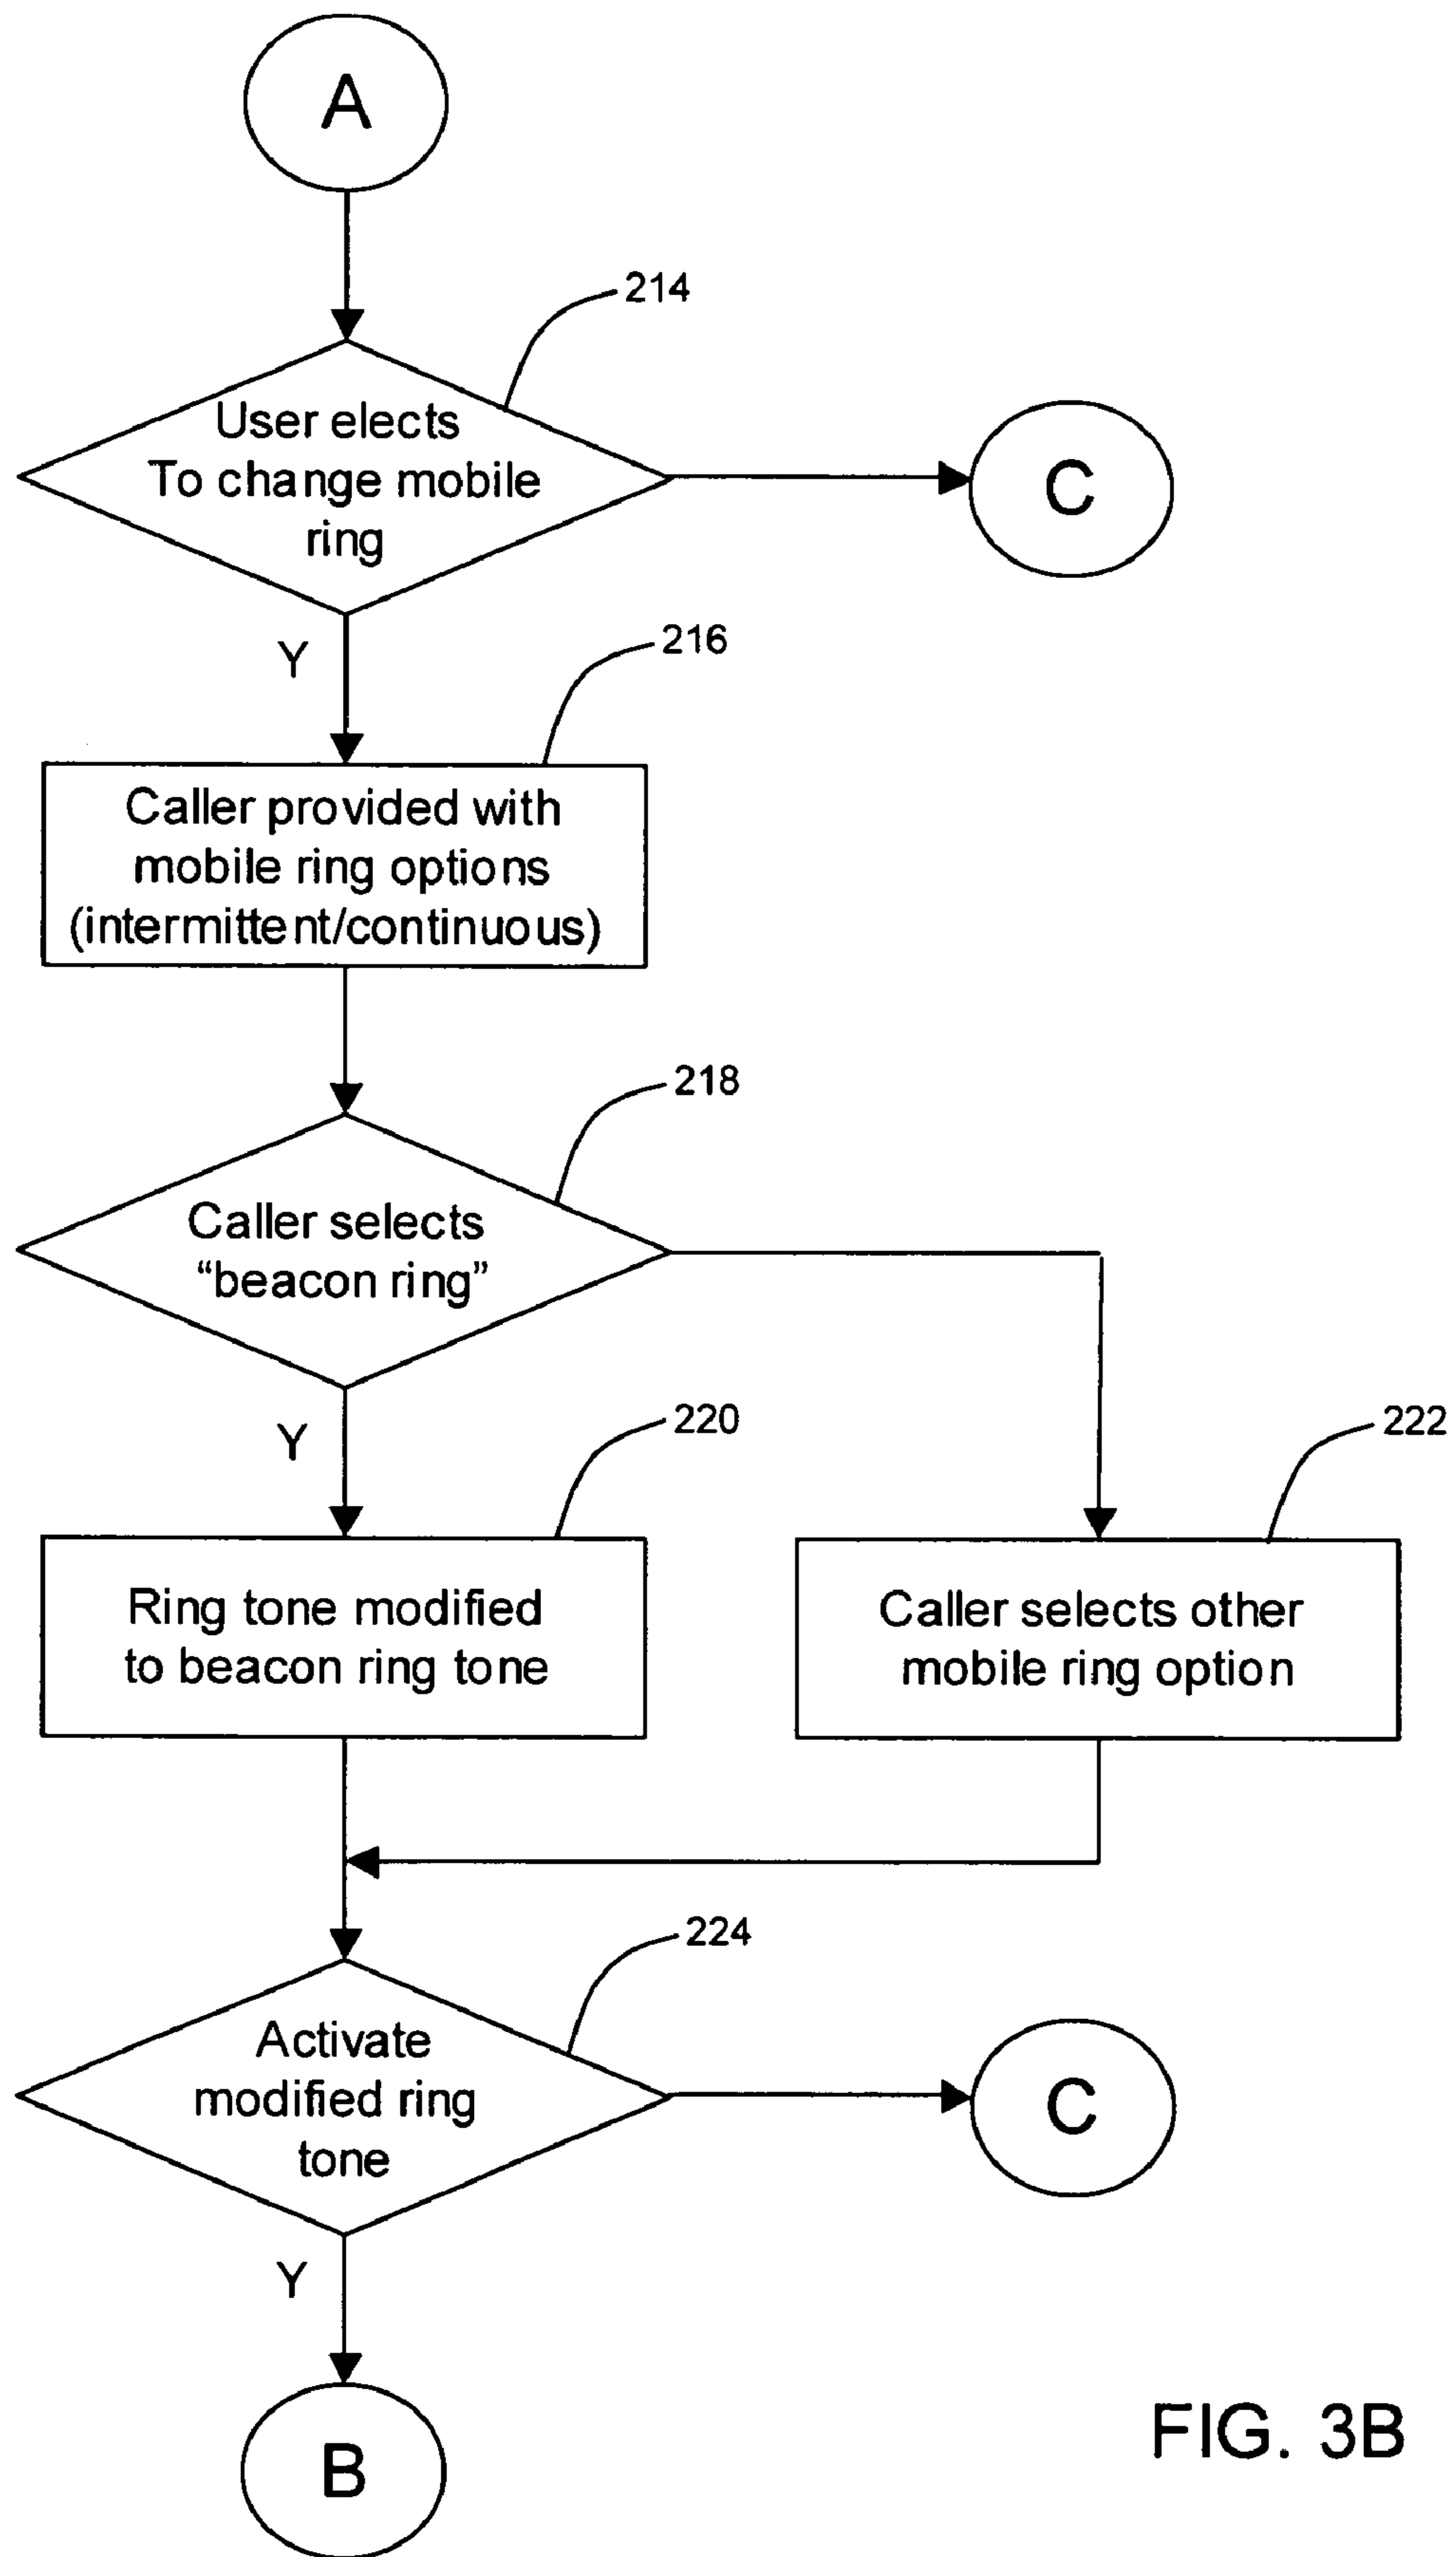 A
214
User elects
To change mobile
ring
C
Y
216
Caller provided with
mobile ring options
(intermittent/continuous)
218
Caller selects
“beacon ring”
Y
220
222
Ring tone modified
to beacon ring tone
Caller selects other
mobile ring option
224
Activate
modified ring
tone
C
Y
B
FIG. 3B